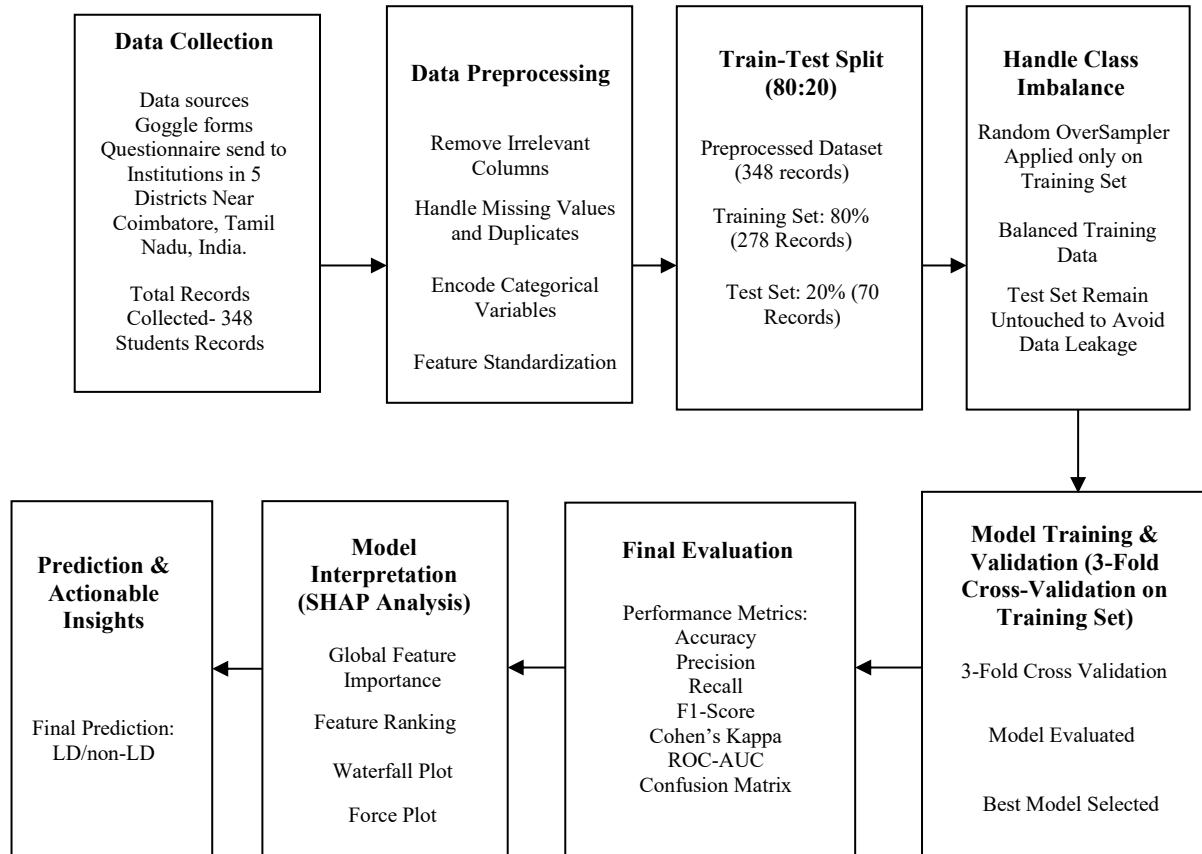 Data Collection
Data sources
Goggle forms
Questionnaire send to
Institutions in 5
Districts Near
Coimbatore, Tamil
Nadu, India.
Total Records
Collected- 348
Students Records
Data Preprocessing
Remove Irrelevant
Columns
Handle Missing Values
and Duplicates
Encode Categorical
Variables
Feature Standardization
Train-Test Split
(80:20)
Preprocessed Dataset
(348 records)
Training Set: 80%
(278 Records)
Test Set: 20% (70
Records)
Handle Class
Imbalance
Random OverSampler
Applied only on
Training Set
Balanced Training
Data
Test Set Remain
Untouched to Avoid
Data Leakage
Model Training &
Validation (3-Fold
Cross-Validation on
Training Set)
3-Fold Cross Validation
Model Evaluated
Best Model Selected
Final Evaluation
Performance Metrics:
Accuracy
Precision
Recall
F1-Score
Cohen’s Kappa
ROC-AUC
Confusion Matrix
Model
Interpretation
(SHAP Analysis)
Global Feature
Importance
Feature Ranking
Waterfall Plot
Force Plot
Prediction &
Actionable
Insights
Final Prediction:
LD/non-LD